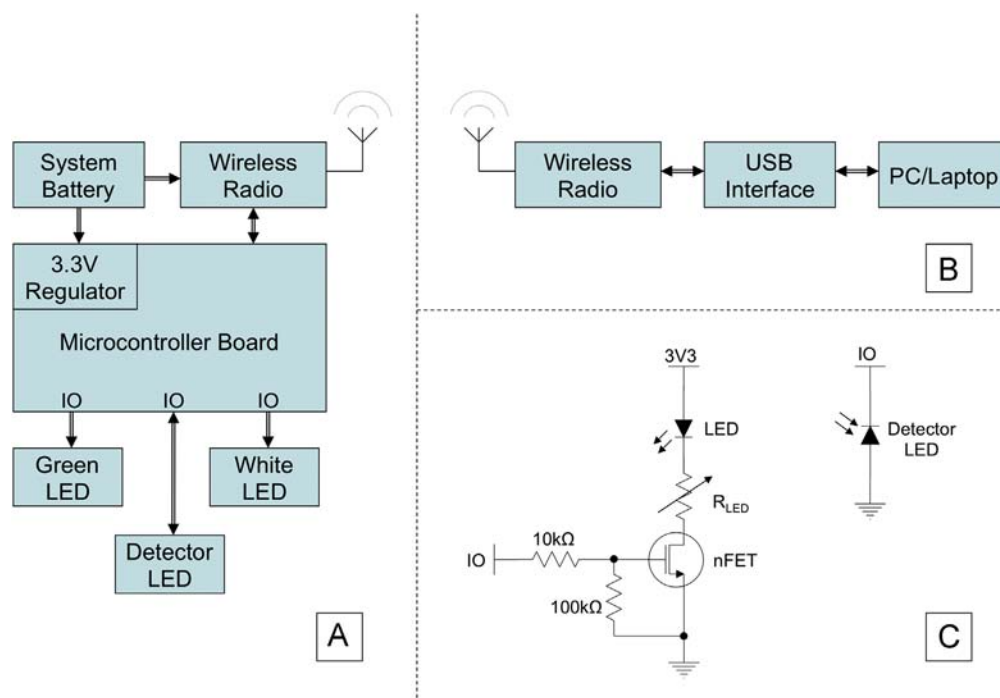 System
Battery
Wireless
Radio
3.3V
Regulator
Microcontroller Board
IO
IO
IO
Green
LED
White
LED
Detector
LED
A
Wireless
Radio
USB
Interface
PC/Laptop
B
3V3
LED
R_LED
nFET
10kΩ
IO
100kΩ
IO
Detector
LED
C